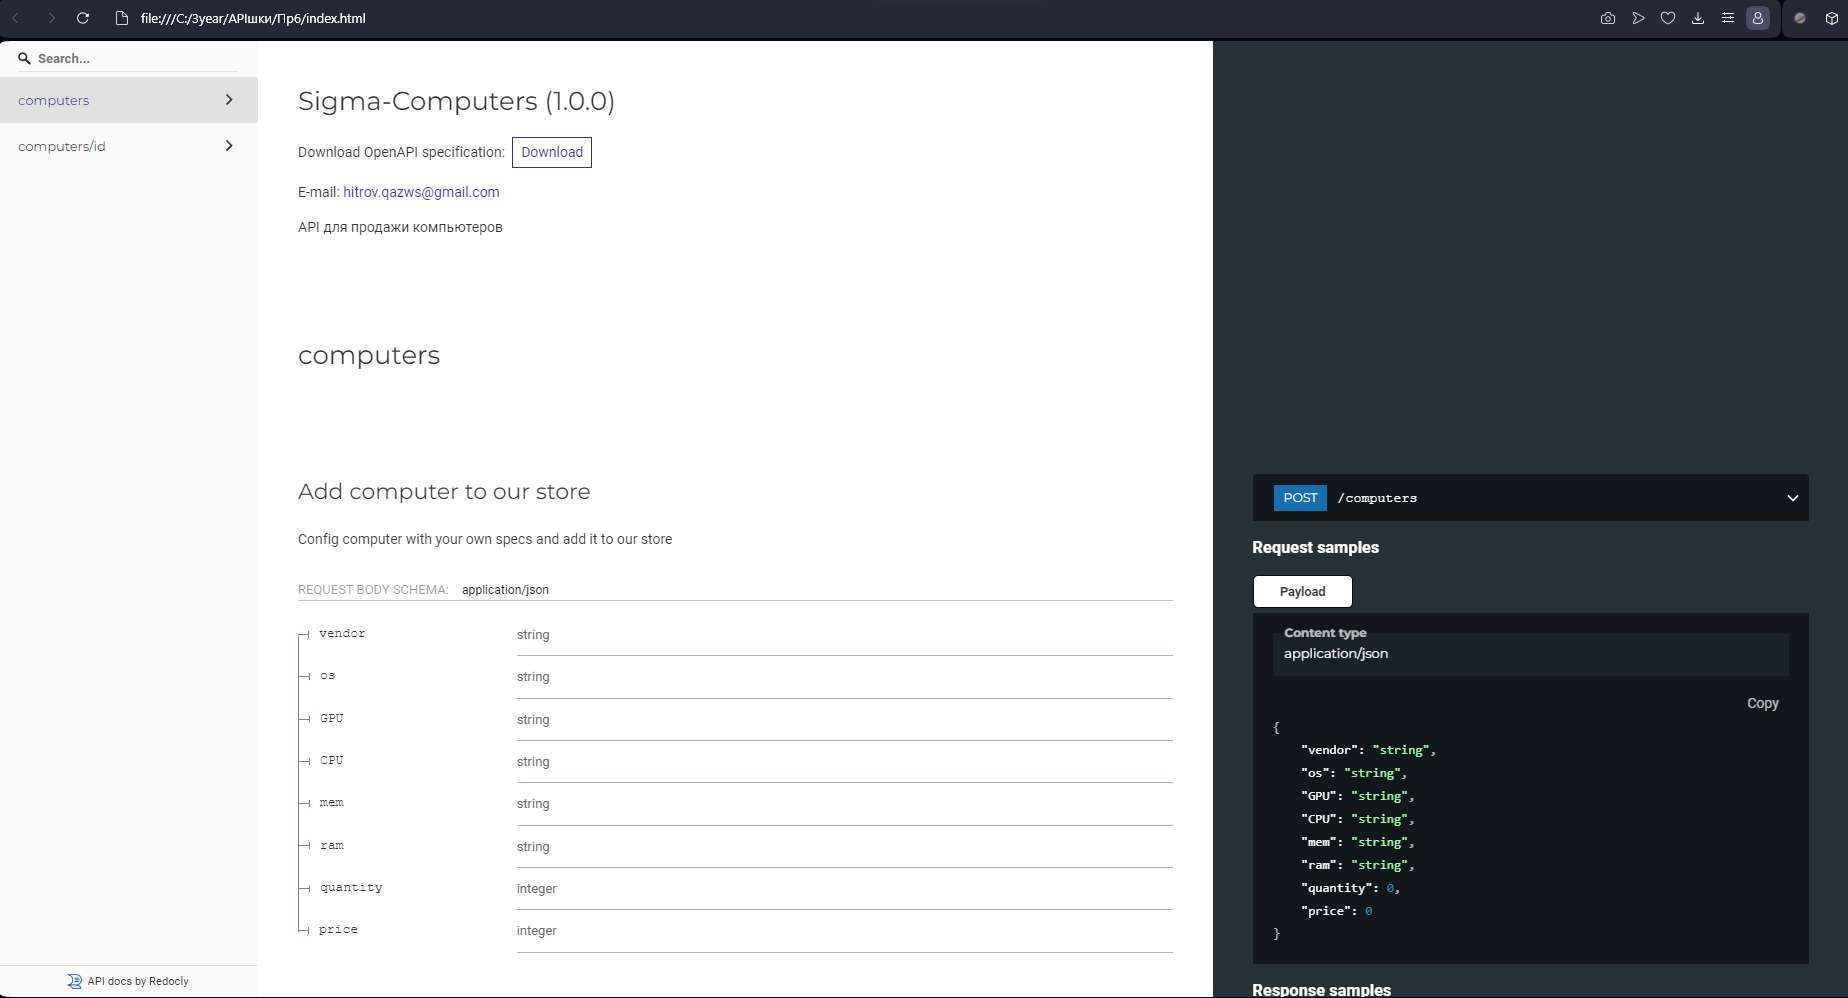 file:///C:/3year/APIшки/Пр6/index.html
Search...
computers
computers/id
API docs by Redocly
Sigma-Computers (1.0.0)
Download OpenAPI specification: Download
E-mail: hitrov.qazws@gmail.com
API для продажи компьютеров
computers
Add computer to our store
Config computer with your own specs and add it to our store
REQUEST BODY SCHEMA: application/json
vendor string
os string
GPU string
CPU string
mem string
ram string
quantity integer
price integer
POST /computers
Request samples
Payload
Content type
application/json
Copy
{
"vendor": "string",
"os": "string",
"GPU": "string",
"CPU": "string",
"mem": "string",
"ram": "string",
"quantity": 0,
"price": 0
}
Response samples